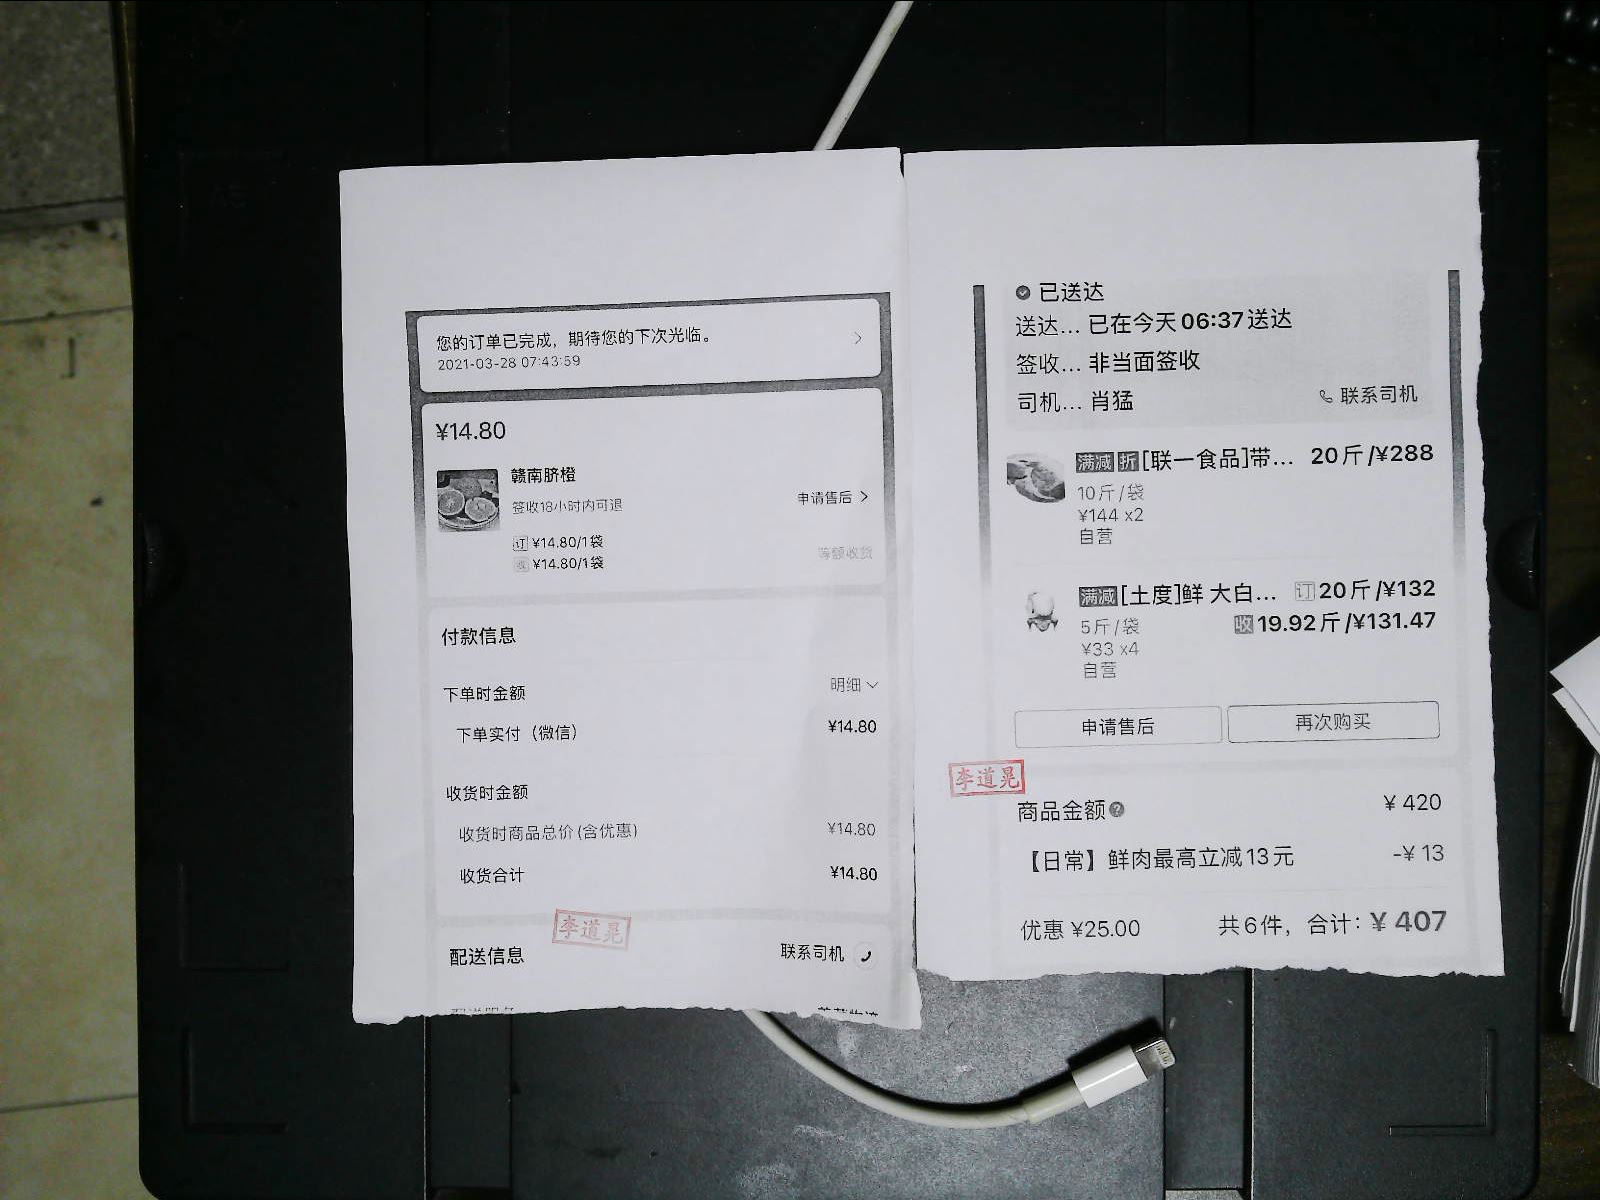 您的订单已完成，期待您的下次光临。
2021-03-28 07:43:59
¥14.80
赣南脐橙
签收18小时内可退
申请售后
订 ¥14.80/1袋
收 ¥14.80/1袋
等额收货
付款信息
下单时金额
明细
下单实付（微信）
¥14.80
收货时金额
收货时商品总价(含优惠)
¥14.80
收货合计
¥14.80
李道晃
配送信息
联系司机
已送达
送达... 已在今天06:37送达
签收... 非当面签收
司机... 肖猛
联系司机
满减 折 [联一食品]带... 20斤/¥288
10斤/袋
¥144 x2
自营
满减 [土度]鲜 大白... 订 20斤/¥132
5斤/袋
收 19.92斤/¥131.47
¥33 x4
自营
申请售后
再次购买
李道晃
商品金额
¥ 420
【日常】鲜肉最高立减13元
-¥ 13
优惠 ¥25.00
共6件，合计：¥ 407